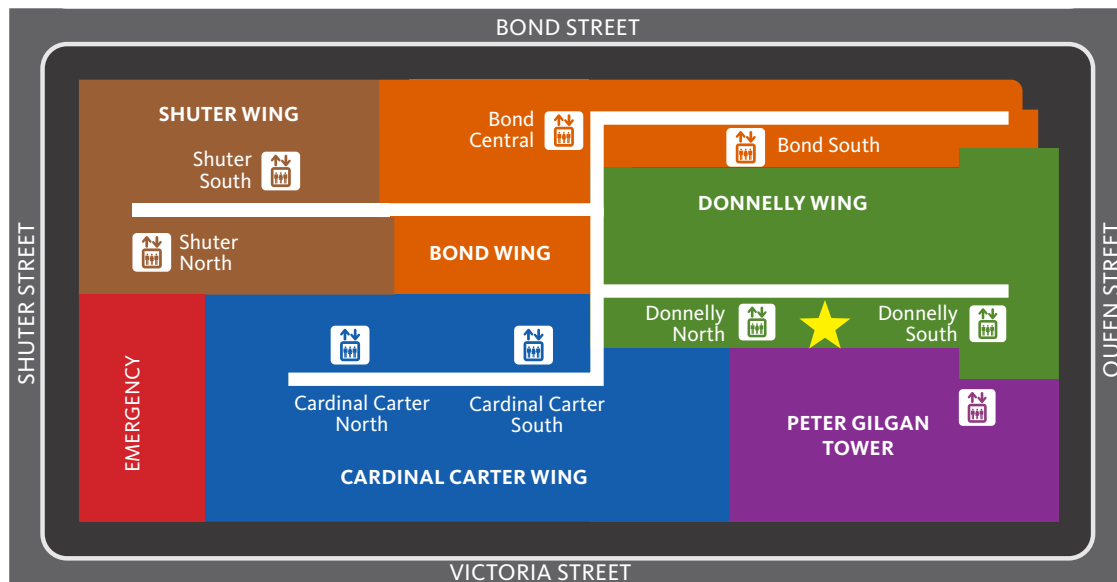 BOND STREET
SHUTER WING
Bond
Central
Bond South
Shuter
South
DONNELLY WING
Shuter
North
BOND WING
SHUTER STREET
QUEEN STREET
Donnelly
North
Donnelly
South
EMERGENCY
Cardinal Carter
North
Cardinal Carter
South
PETER GILGAN
TOWER
CARDINAL CARTER WING
VICTORIA STREET